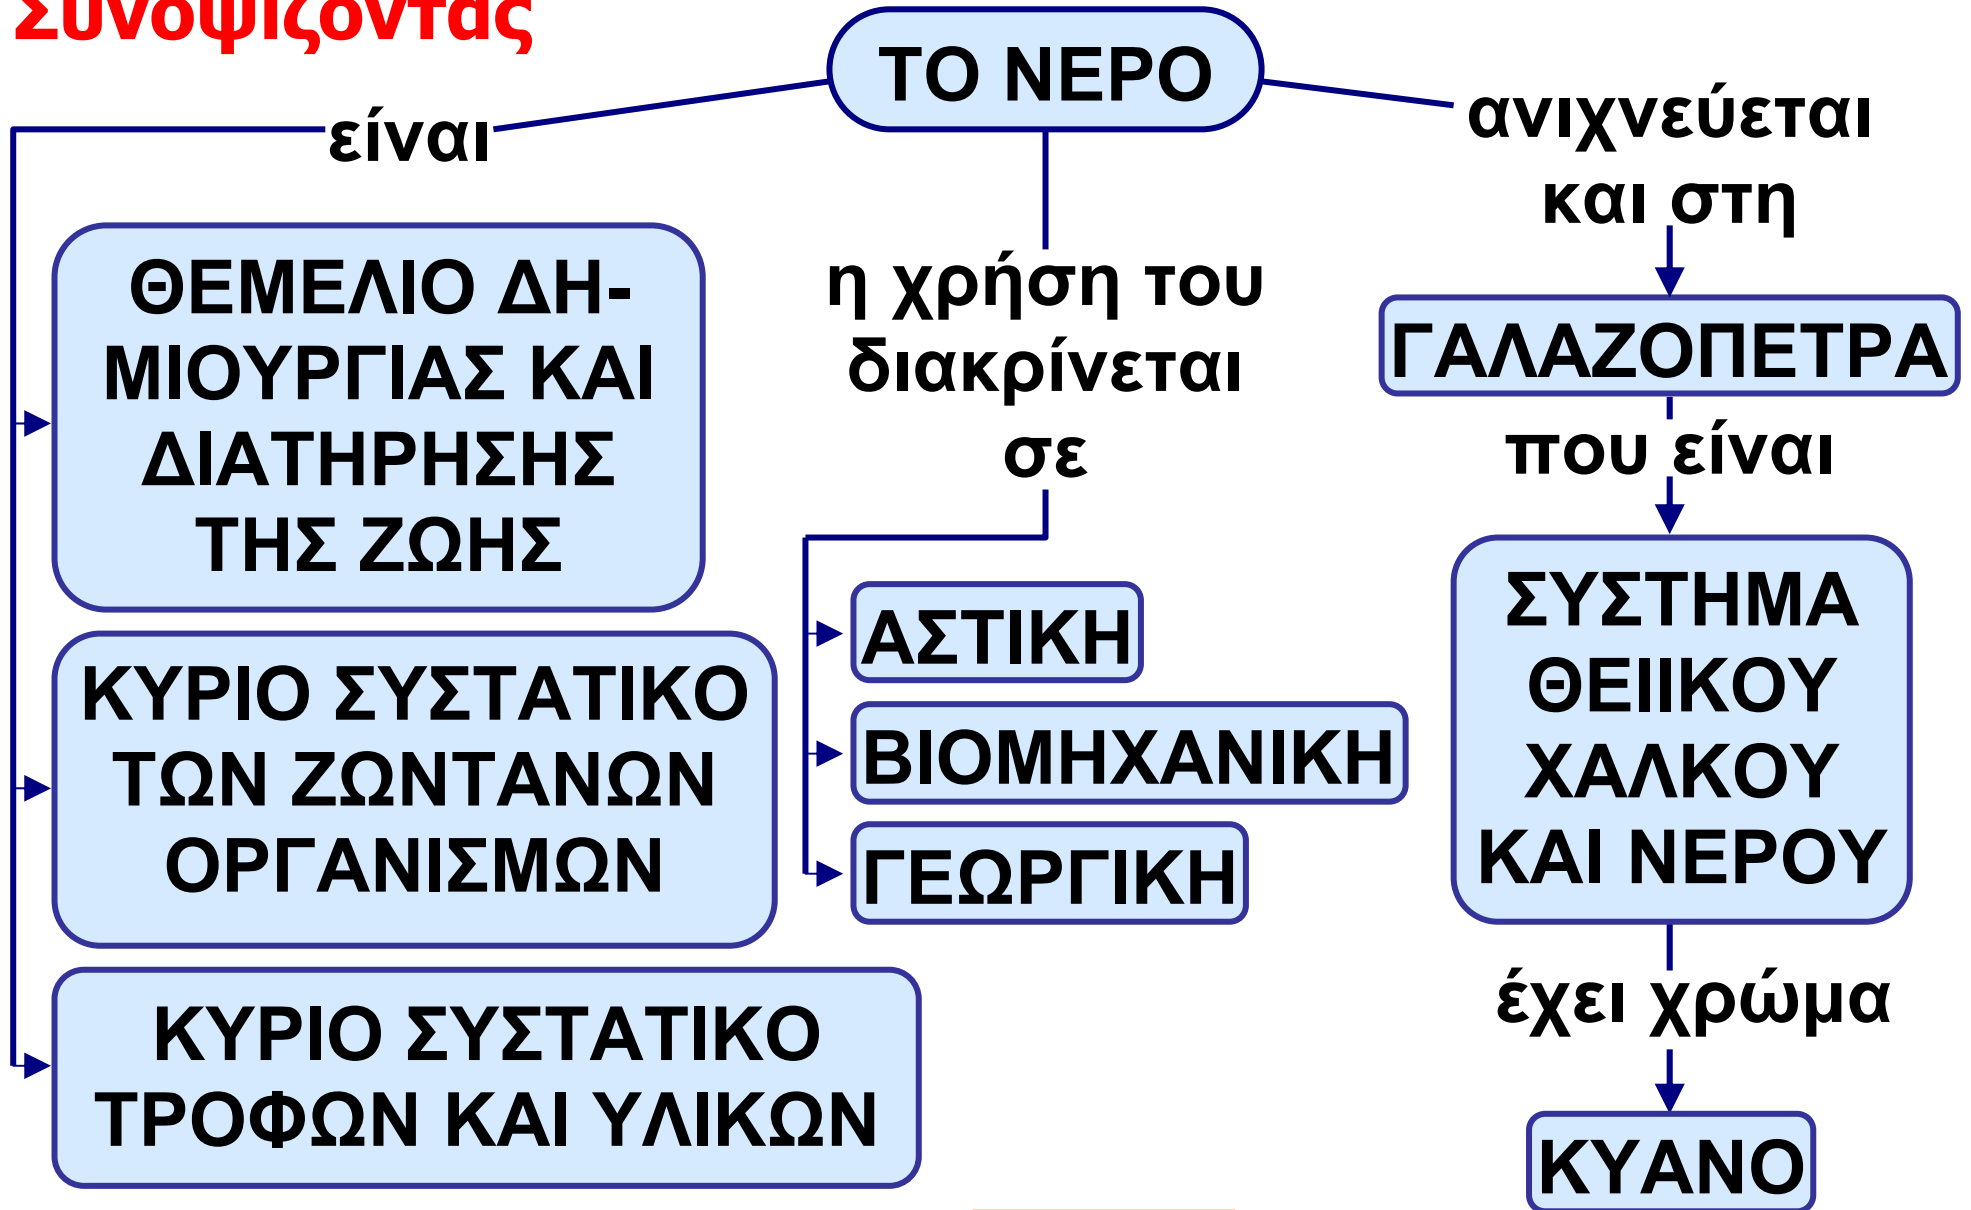 Συνοψίζοντας
ΤΟ ΝΕΡΟ
είναι
ΘΕΜΕΛΙΟ ΔΗ-
ΜΙΟΥΡΓΙΑΣ ΚΑΙ
ΔΙΑΤΗΡΗΣΗΣ
ΤΗΣ ΖΩΗΣ
ΚΥΡΙΟ ΣΥΣΤΑΤΙΚΟ
ΤΩΝ ΖΩΝΤΑΝΩΝ
ΟΡΓΑΝΙΣΜΩΝ
ΚΥΡΙΟ ΣΥΣΤΑΤΙΚΟ
ΤΡΟΦΩΝ ΚΑΙ ΥΛΙΚΩΝ
η χρήση του
διακρίνεται
σε
ΑΣΤΙΚΗ
ΒΙΟΜΗΧΑΝΙΚΗ
ΓΕΩΡΓΙΚΗ
ανιχνεύεται
και στη
ΓΑΛΑΖΟΠΕΤΡΑ
που είναι
ΣΥΣΤΗΜΑ
ΘΕΙΙΚΟΥ
ΧΑΛΚΟΥ
ΚΑΙ ΝΕΡΟΥ
έχει χρώμα
ΚΥΑΝΟ